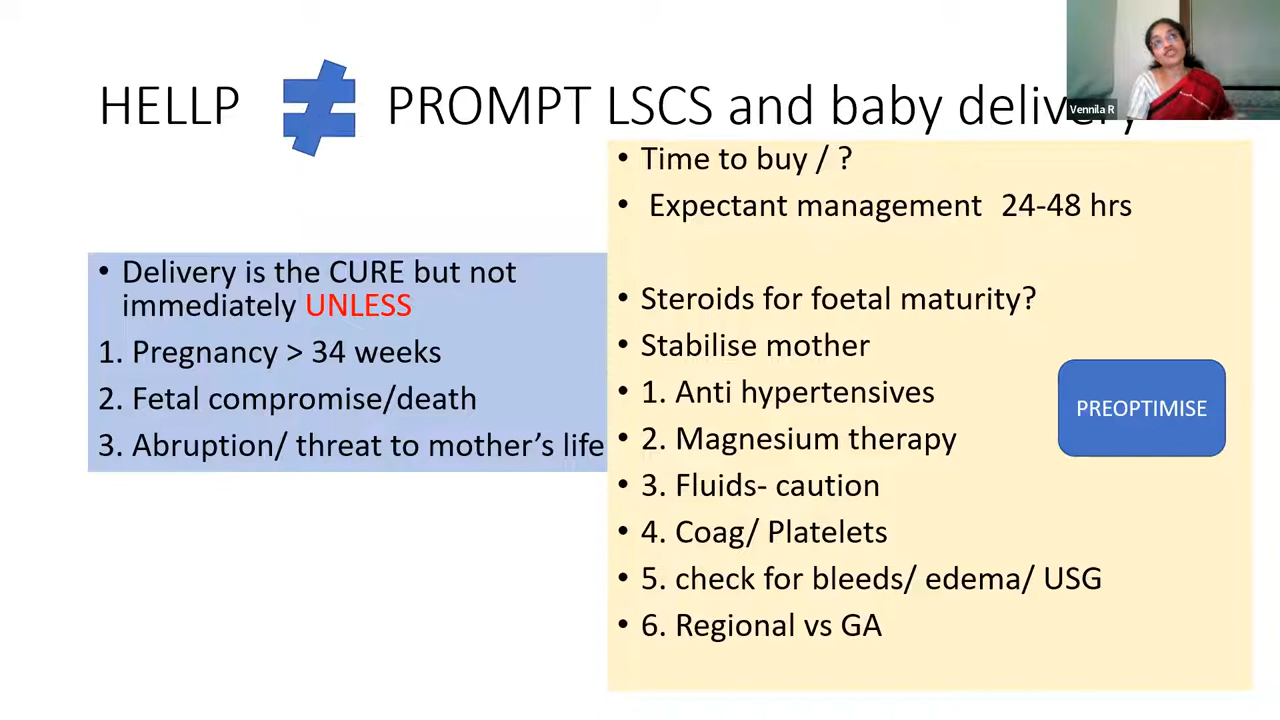 HELLP ≠ PROMPT LSCS and baby delivery
Vennila R
• Delivery is the CURE but not
immediately UNLESS
1. Pregnancy > 34 weeks
2. Fetal compromise/death
3. Abruption/ threat to mother's life
• Time to buy / ?
• Expectant management 24-48 hrs
• Steroids for foetal maturity?
• Stabilise mother
• 1. Anti hypertensives
• 2. Magnesium therapy
• 3. Fluids- caution
• 4. Coag/ Platelets
• 5. check for bleeds/ edema/ USG
• 6. Regional vs GA
PREOPTIMISE